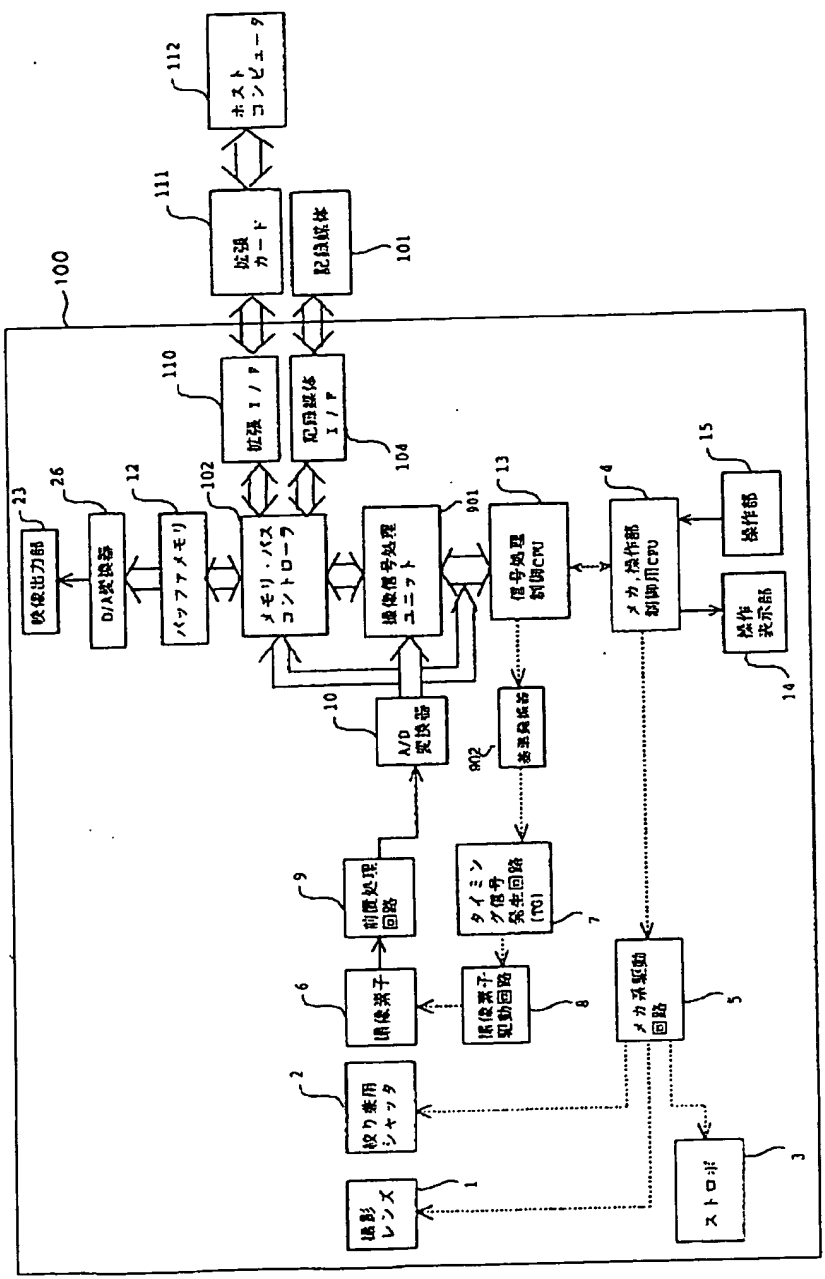 112
ホスト
コンピュータ
111
拡張
カード
記録媒体
101
100
110
拡張 I/F
記録媒体
I/F
104
23
映像出力部
26
D/A変換器
12
バッファメモリ
102
メモリ・バス
コントローラ
撮像信号処理
ユニット
901
信号処理
制御CPU
13
4
メカ,操作部
制御用CPU
15
操作部
操作
表示部
14
10
A/D
変換器
基準発振器
902
9
前置処理
回路
タイミン
グ信号
発生回路
(TG)
7
6
撮像素子
撮像素子
駆動回路
8
メカ系駆動
回路
5
2
絞り兼用
シャッタ
撮影
レンズ
1
ストロボ
3